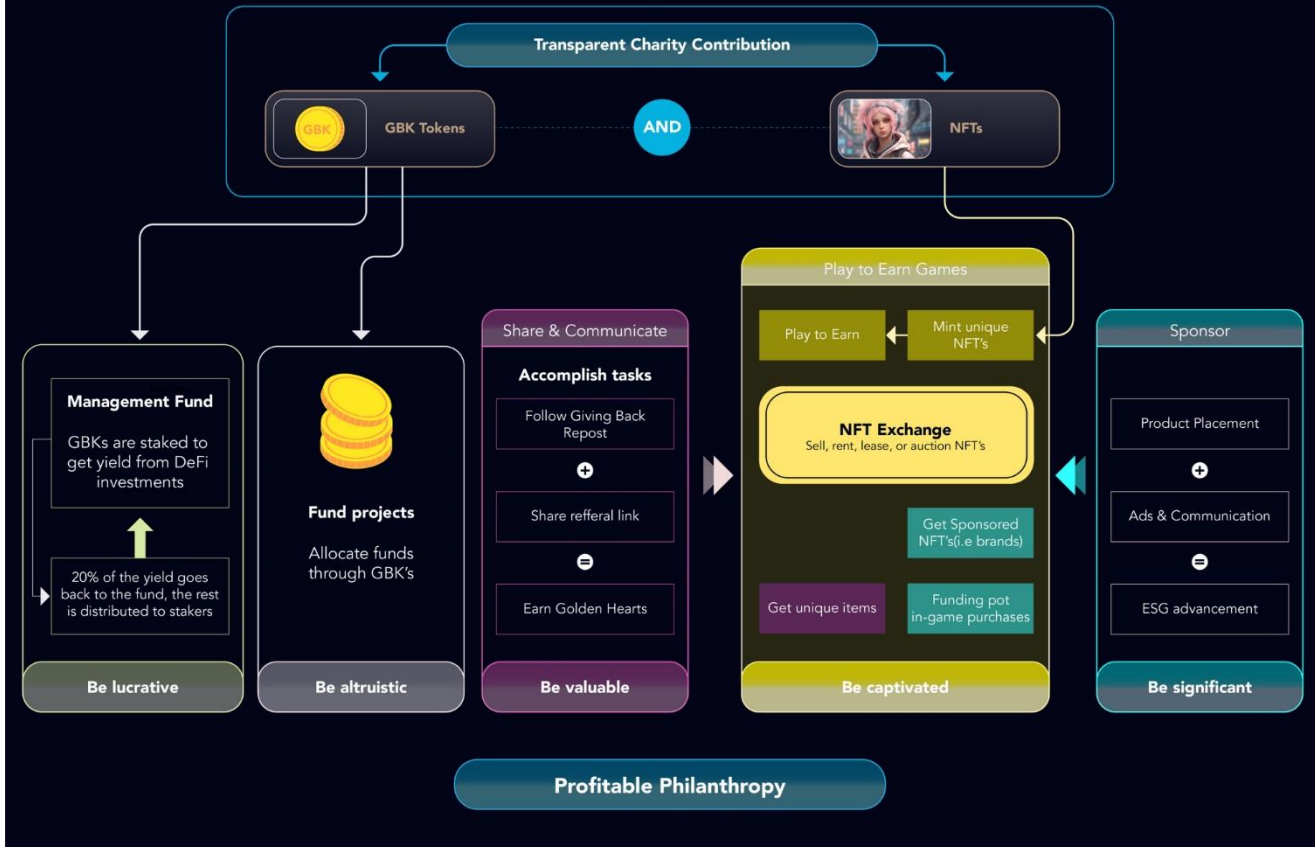 Transparent Charity Contribution
GBK
GBK Tokens
AND
NFTs
Management Fund
GBKs are staked to
get yield from DeFi
investments
20% of the yield goes
back to the fund, the rest
is distributed to stakers
Be lucrative
Fund projects
Allocate funds
through GBK's
Be altruistic
Share & Communicate
Accomplish tasks
Follow Giving Back
Repost
+
Share refferal link
=
Earn Golden Hearts
Be valuable
Play to Earn Games
Play to Earn
Mint unique
NFT's
NFT Exchange
Sell, rent, lease, or auction NFT's
Get Sponsored
NFT's(i.e brands)
Get unique items
Funding pot
in-game purchases
Be captivated
Sponsor
Product Placement
+
Ads & Communication
=
ESG advancement
Be significant
Profitable Philanthropy